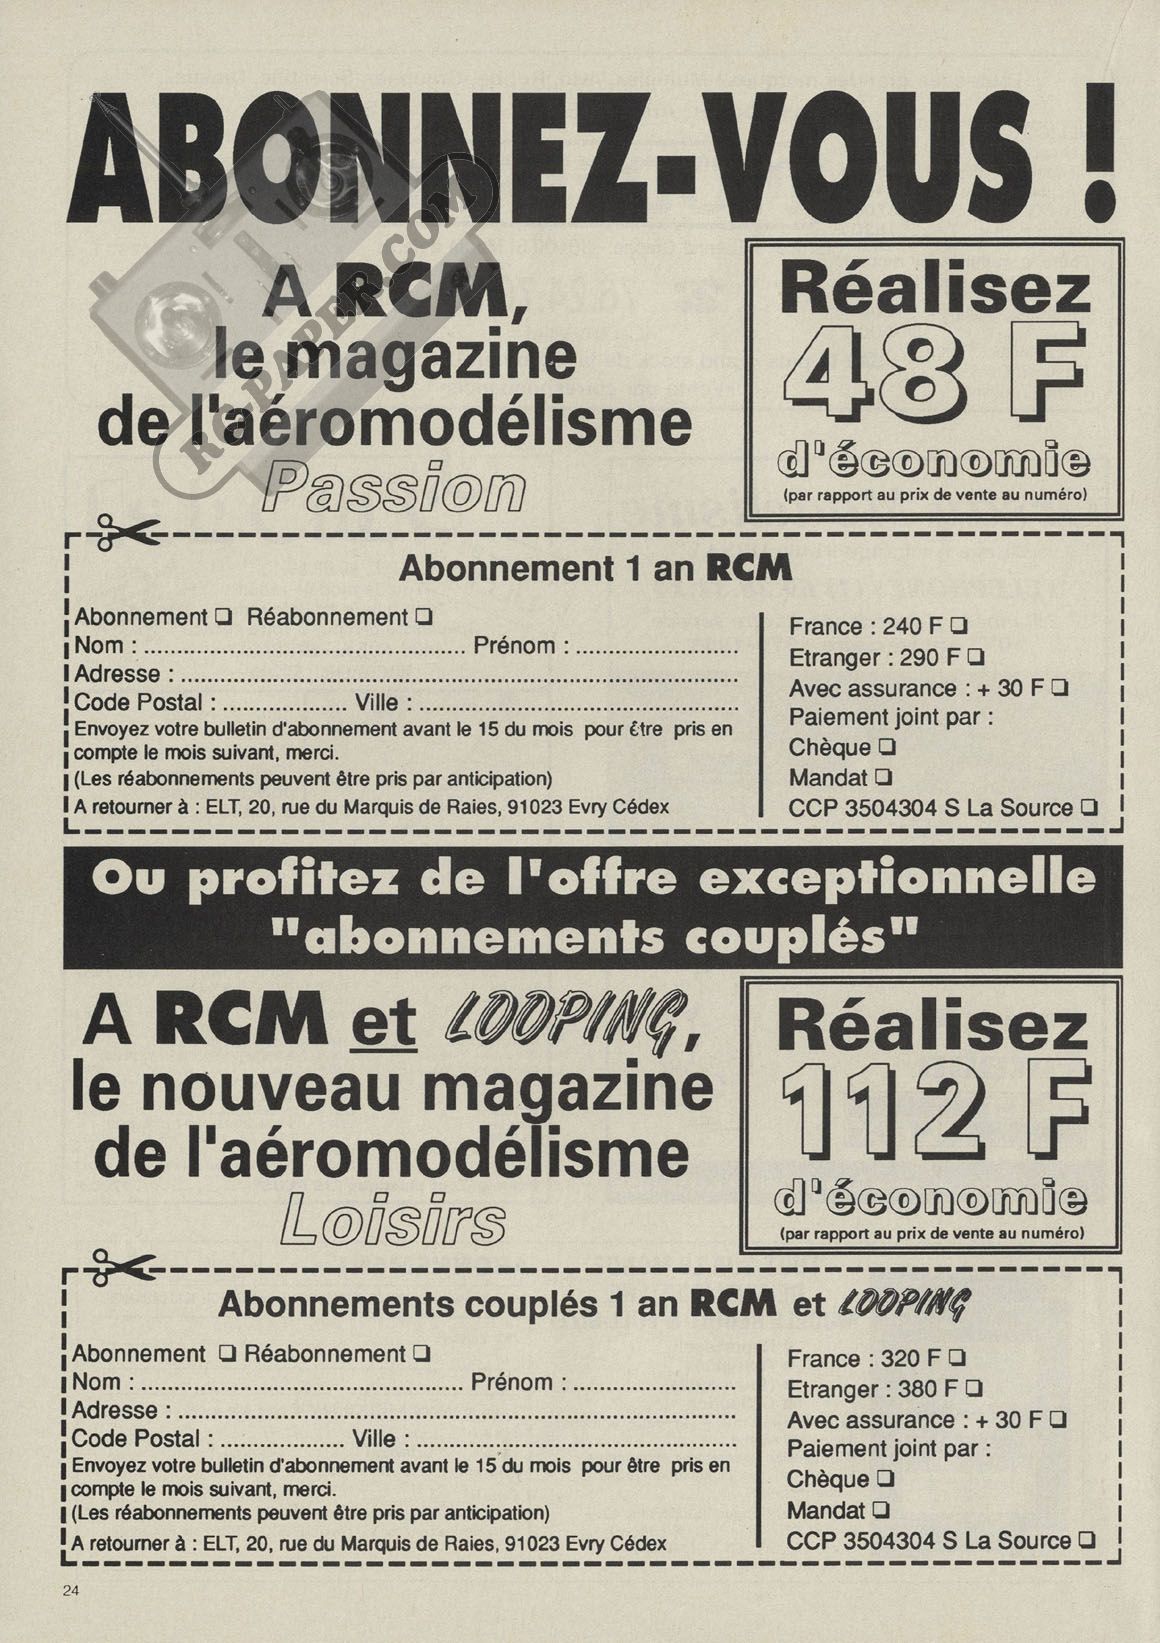 ABONNEZ-VOUS !
A RCM,
le magazine
de l'aéromodélisme
Passion
Réalisez
48 F
d'économie
(par rapport au prix de vente au numéro)
RC-PAPER.COM
Abonnement 1 an RCM
Abonnement ❑ Réabonnement ❑
Nom : ................................................ Prénom : ........................
Adresse : ...................................................................................
Code Postal : ................... Ville : ................................................
Envoyez votre bulletin d'abonnement avant le 15 du mois pour être pris en
compte le mois suivant, merci.
(Les réabonnements peuvent être pris par anticipation)
A retourner à : ELT, 20, rue du Marquis de Raies, 91023 Evry Cédex
France : 240 F ❑
Etranger : 290 F ❑
Avec assurance : + 30 F ❑
Paiement joint par :
Chèque ❑
Mandat ❑
CCP 3504304 S La Source ❑
Ou profitez de l'offre exceptionnelle
"abonnements couplés"
A RCM et LOOPING,
le nouveau magazine
de l'aéromodélisme
Loisirs
Réalisez
112 F
d'économie
(par rapport au prix de vente au numéro)
Abonnements couplés 1 an RCM et LOOPING
Abonnement ❑ Réabonnement ❑
Nom : ................................................ Prénom : ........................
Adresse : ...................................................................................
Code Postal : ................... Ville : ................................................
Envoyez votre bulletin d'abonnement avant le 15 du mois pour être pris en
compte le mois suivant, merci.
(Les réabonnements peuvent être pris par anticipation)
A retourner à : ELT, 20, rue du Marquis de Raies, 91023 Evry Cédex
France : 320 F ❑
Etranger : 380 F ❑
Avec assurance : + 30 F ❑
Paiement joint par :
Chèque ❑
Mandat ❑
CCP 3504304 S La Source ❑
24